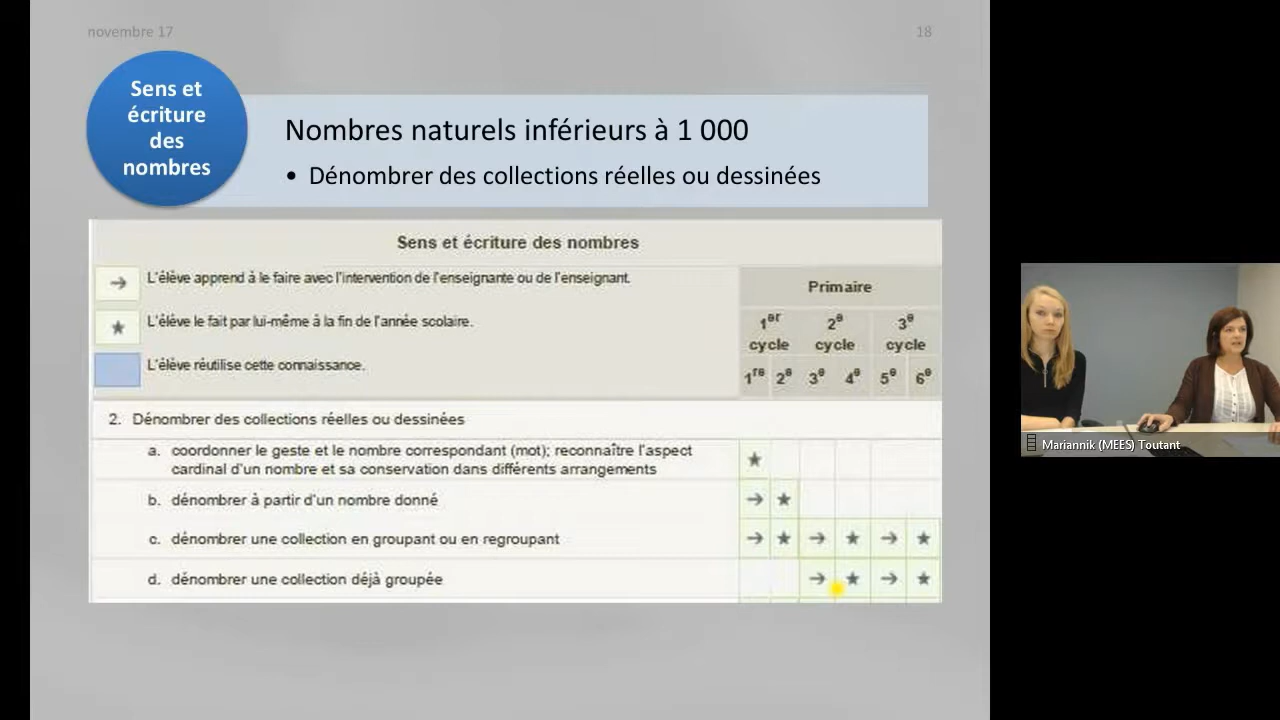 novembre 17
18
Sens et
écriture
des
nombres
Nombres naturels inférieurs à 1 000
• Dénombrer des collections réelles ou dessinées
Sens et écriture des nombres
→ L'élève apprend à le faire avec l'intervention de l'enseignante ou de l'enseignant.
★ L'élève le fait par lui-même à la fin de l'année scolaire.
L'élève réutilise cette connaissance.
Primaire
1er cycle 2e cycle 3e cycle
1re 2e 3e 4e 5e 6e
2. Dénombrer des collections réelles ou dessinées
a. coordonner le geste et le nombre correspondant (mot); reconnaître l'aspect
cardinal d'un nombre et sa conservation dans différents arrangements ★
b. dénombrer à partir d'un nombre donné → ★
c. dénombrer une collection en groupant ou en regroupant → ★ → ★ → ★
d. dénombrer une collection déjà groupée → ★ → ★
Mariannik (MEES) Toutant